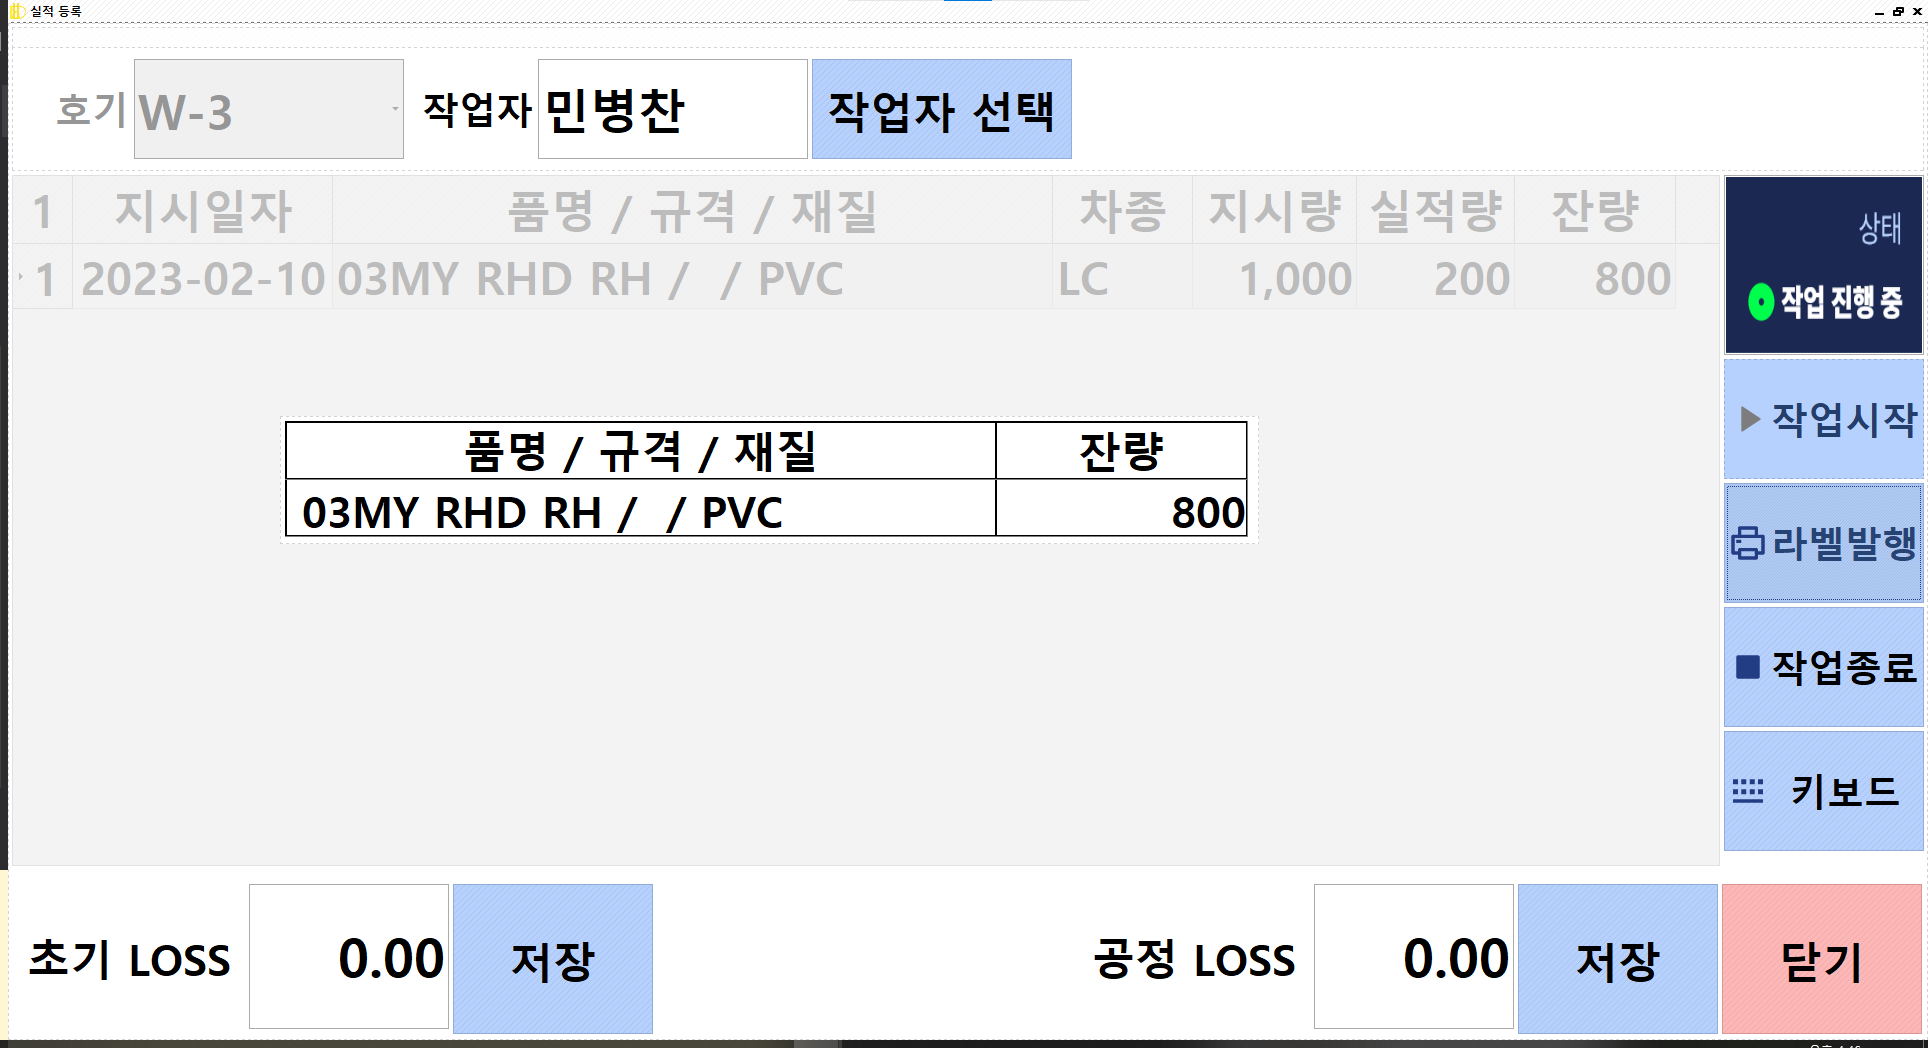 실적 등록
호기 W-3 작업자 민병찬 작업자 선택
1 지시일자 품명 / 규격 / 재질 차종 지시량 실적량 잔량
1 2023-02-10 03MY RHD RH / / PVC LC 1,000 200 800
상태
작업 진행 중
작업시작
품명 / 규격 / 재질 잔량
03MY RHD RH / / PVC 800
라벨발행
작업종료
키보드
초기 LOSS 0.00 저장 공정 LOSS 0.00 저장 닫기